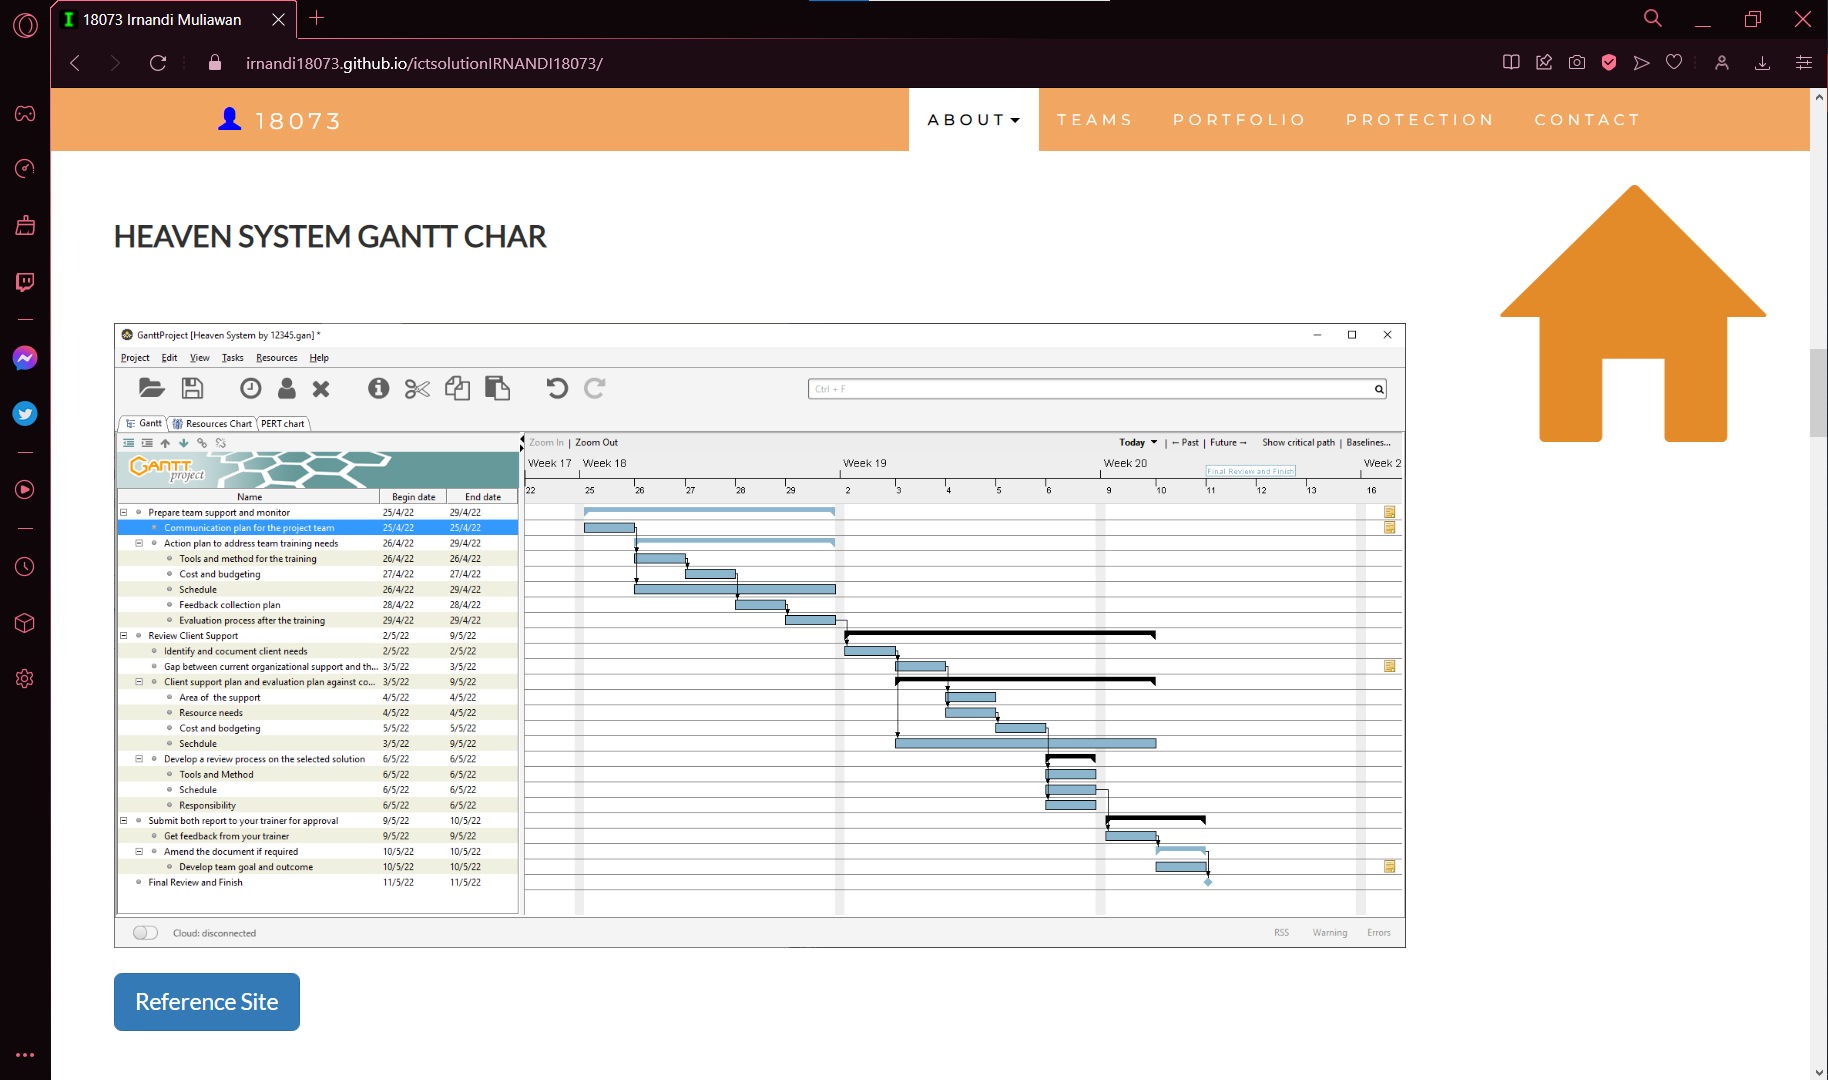 18073 Irnandi Muliawan
irnandi18073.github.io/ictsolutionIRNANDI18073/
18073
ABOUT TEAMS PORTFOLIO PROTECTION CONTACT
HEAVEN SYSTEM GANTT CHAR
GanttProject [Heaven System by 12345.gan] *
Project Edit View Tasks Resources Help
Ctrl + F
Gantt Resources Chart PERT chart
Zoom In | Zoom Out Today | ← Past | Future → Show critical path | Baselines...
GANTT project
Week 17 Week 18 Week 19 Week 20 Week 2
Final Review and Finish
22 25 26 27 28 29 2 3 4 5 6 9 10 11 12 13 16
Name Begin date End date
Prepare team support and monitor 25/4/22 29/4/22
Communication plan for the project team 25/4/22 25/4/22
Action plan to address team training needs 26/4/22 29/4/22
Tools and method for the training 26/4/22 26/4/22
Cost and budgeting 27/4/22 27/4/22
Schedule 26/4/22 29/4/22
Feedback collection plan 28/4/22 28/4/22
Evaluation process after the training 29/4/22 29/4/22
Review Client Support 2/5/22 9/5/22
Identify and cocument client needs 2/5/22 2/5/22
Gap between current organizational support and th... 3/5/22 3/5/22
Client support plan and evaluation plan against co... 3/5/22 9/5/22
Area of the support 4/5/22 4/5/22
Resource needs 4/5/22 4/5/22
Cost and bodgeting 5/5/22 5/5/22
Sechdule 3/5/22 9/5/22
Develop a review process on the selected solution 6/5/22 6/5/22
Tools and Method 6/5/22 6/5/22
Schedule 6/5/22 6/5/22
Responsibility 6/5/22 6/5/22
Submit both report to your trainer for approval 9/5/22 10/5/22
Get feedback from your trainer 9/5/22 9/5/22
Amend the document if required 10/5/22 10/5/22
Develop team goal and outcome 10/5/22 10/5/22
Final Review and Finish 11/5/22 11/5/22
Cloud: disconnected RSS Warning Errors
Reference Site